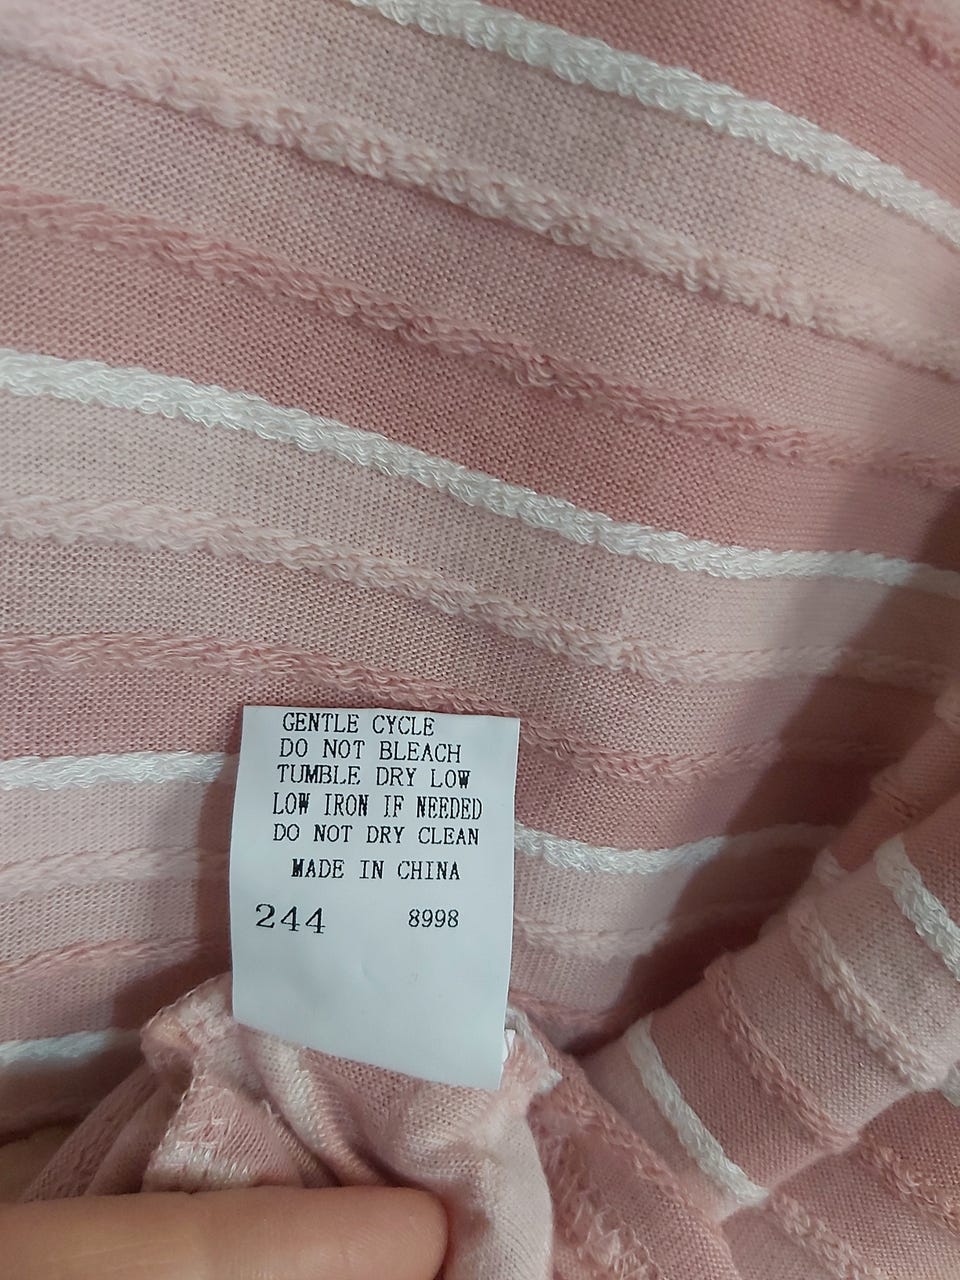 GENTLE CYCLE
DO NOT BLEACH
TUMBLE DRY LOW
LOW IRON IF NEEDED
DO NOT DRY CLEAN
MADE IN CHINA
244 8998